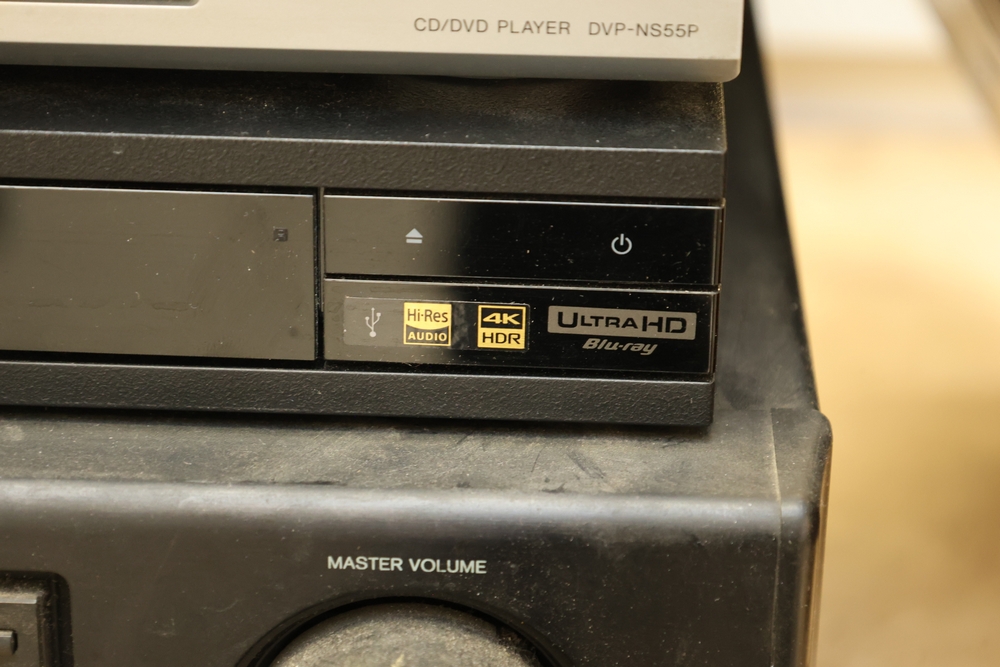 CD/DVD PLAYER DVP-NS55P
Hi-Res
AUDIO
4K
HDR
ULTRA HD
Blu-ray
MASTER VOLUME